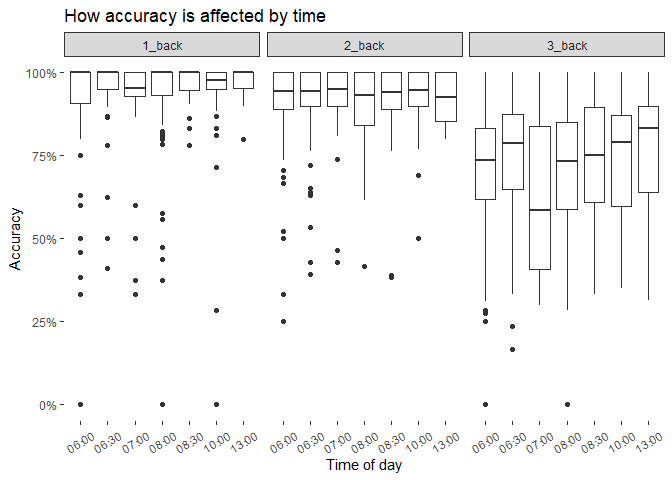 How accuracy is affected by time
1_back 2_back 3_back
100%
75%
50%
25%
0%
Accuracy
06:00 06:30 07:00 08:00 08:30 10:00 13:00 06:00 06:30 07:00 08:00 08:30 10:00 13:00 06:00 06:30 07:00 08:00 08:30 10:00 13:00
Time of day